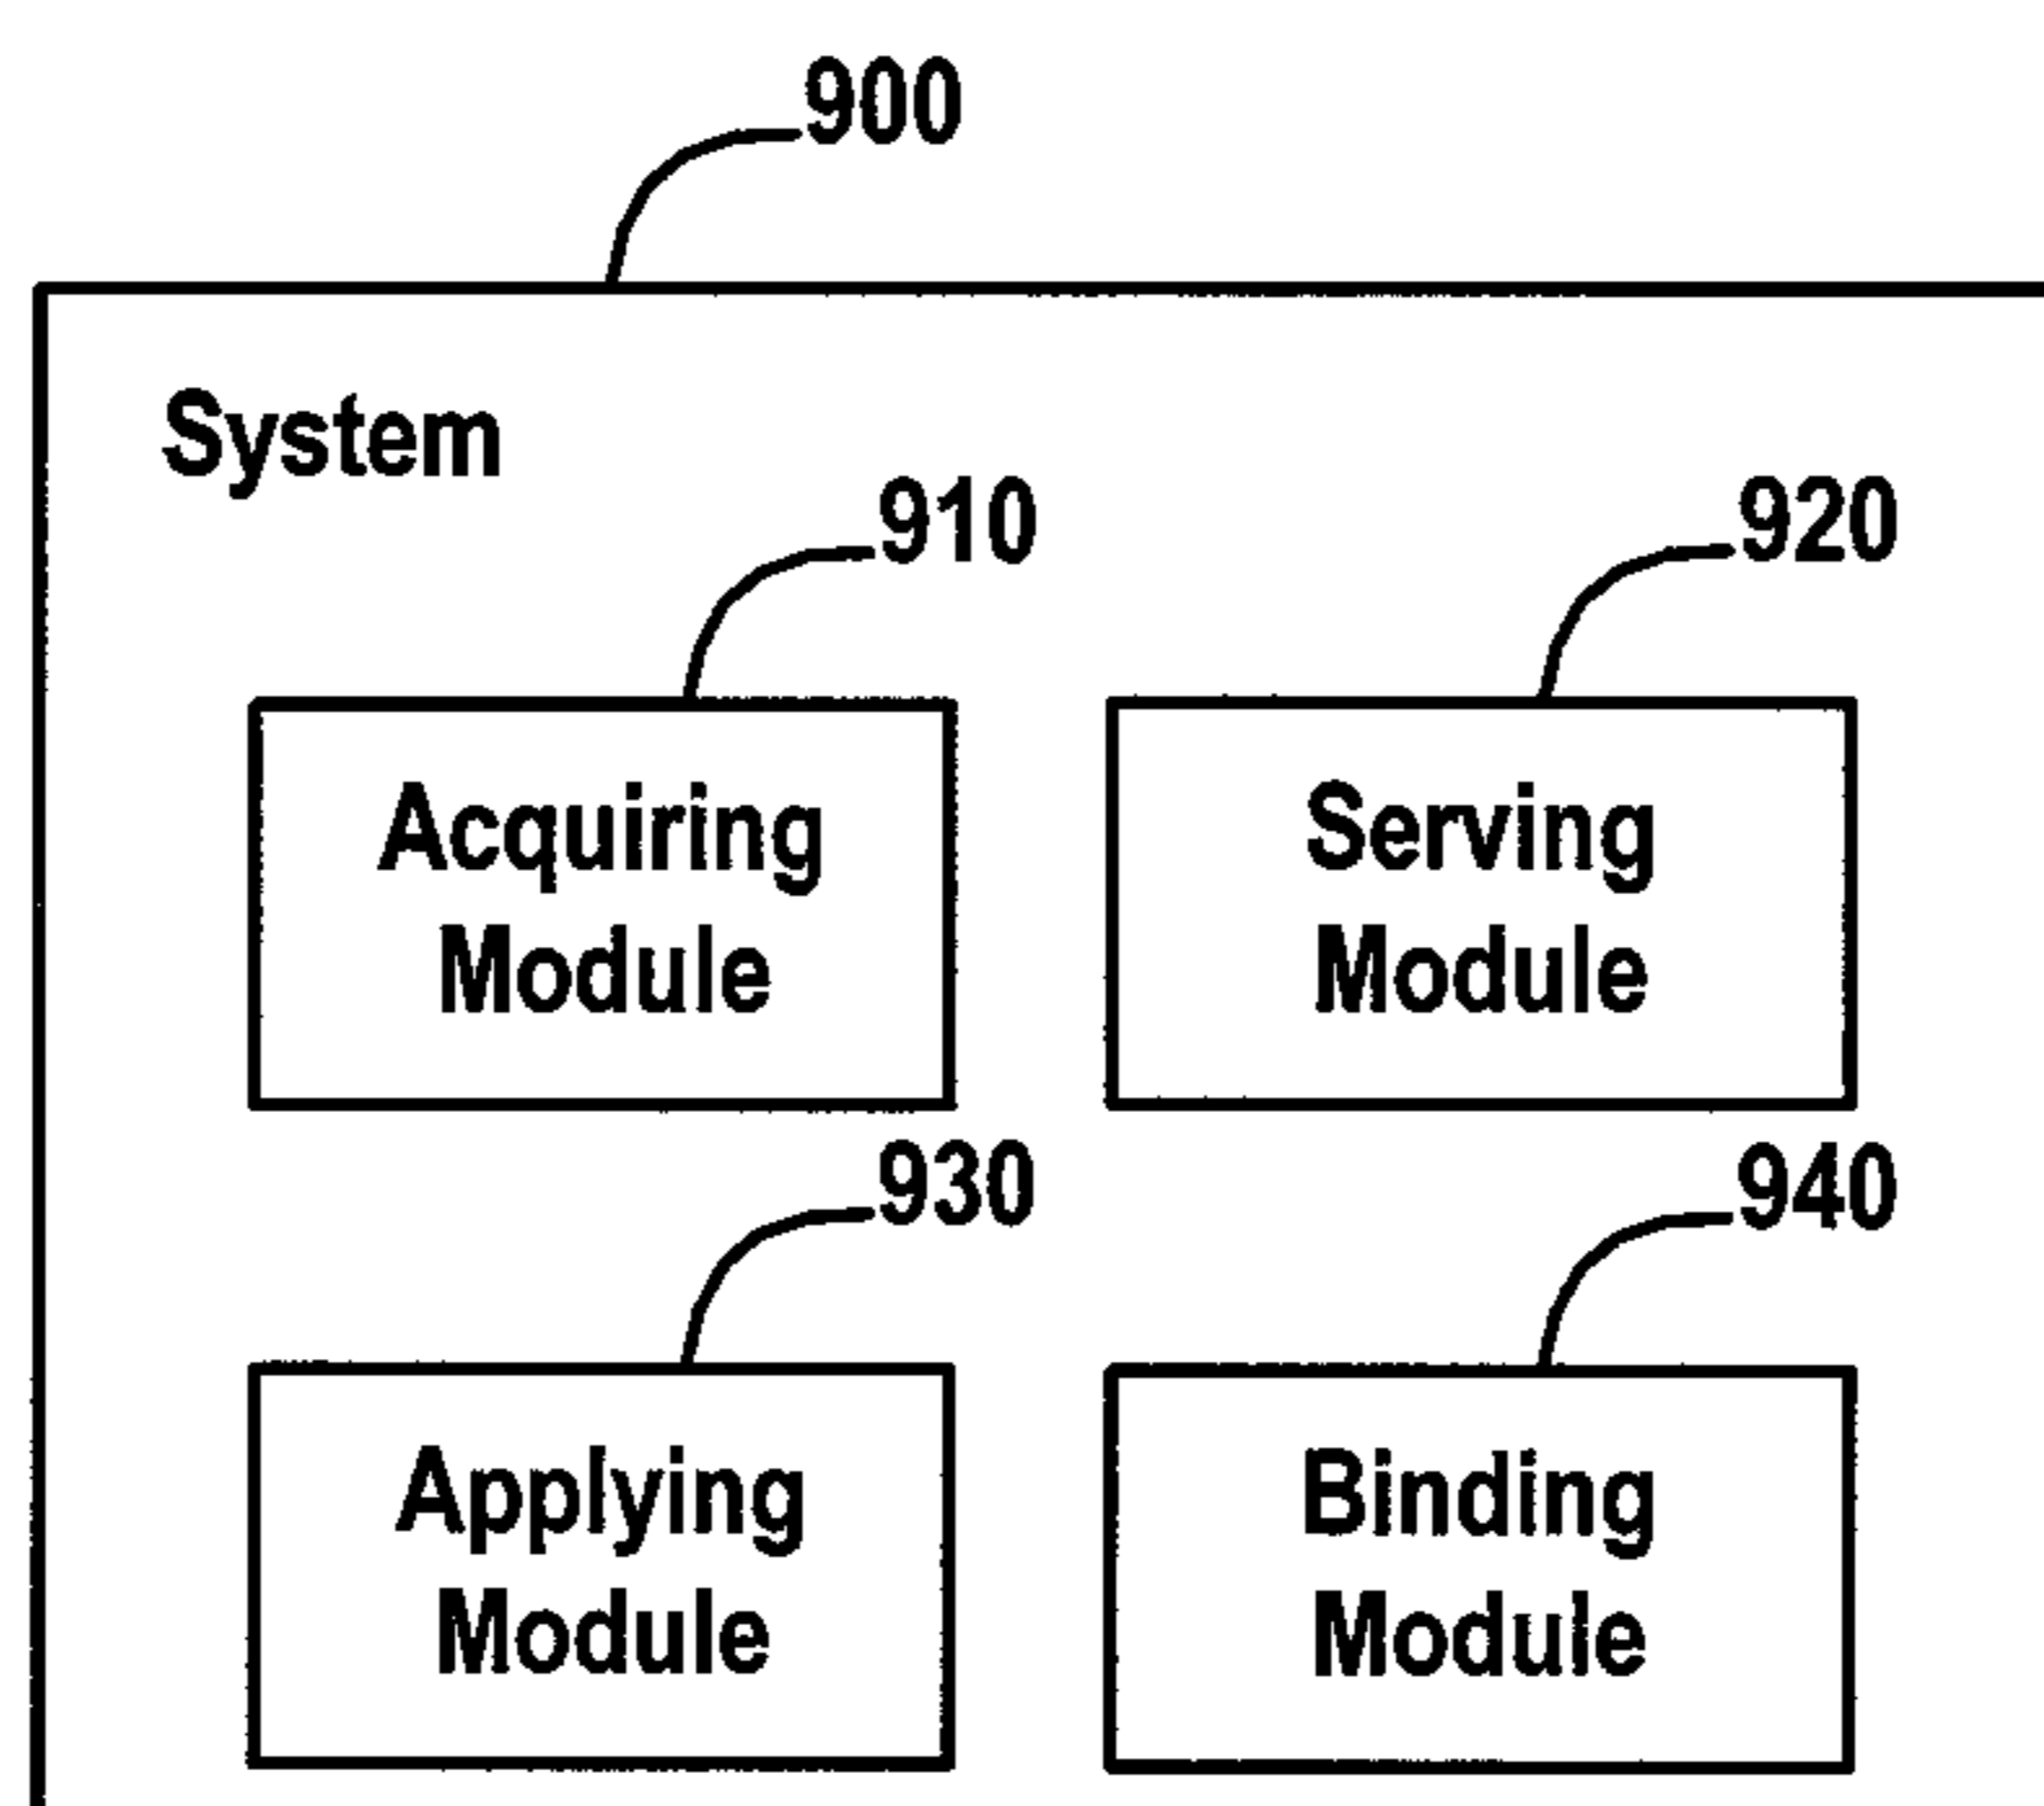 900
System
910
920
Acquiring
Module
Serving
Module
930
940
Applying
Module
Binding
Module